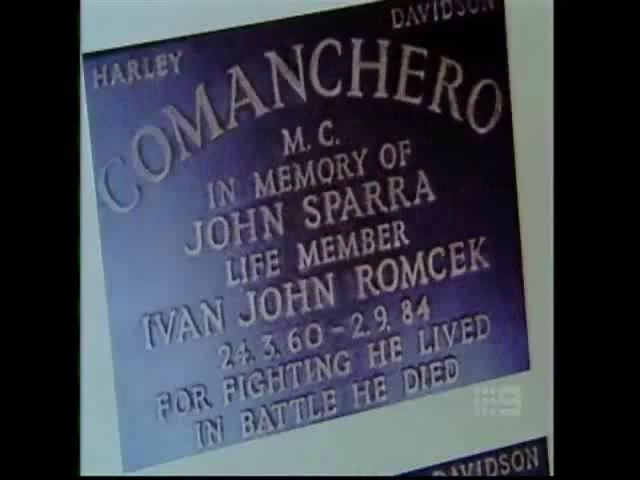 HARLEY DAVIDSON
COMANCHERO
M. C.
IN MEMORY OF
JOHN SPARRA
LIFE MEMBER
IVAN JOHN ROMCEK
24.3.60 - 2.9.84
FOR FIGHTING HE LIVED
IN BATTLE HE DIED
9
DAVIDSON